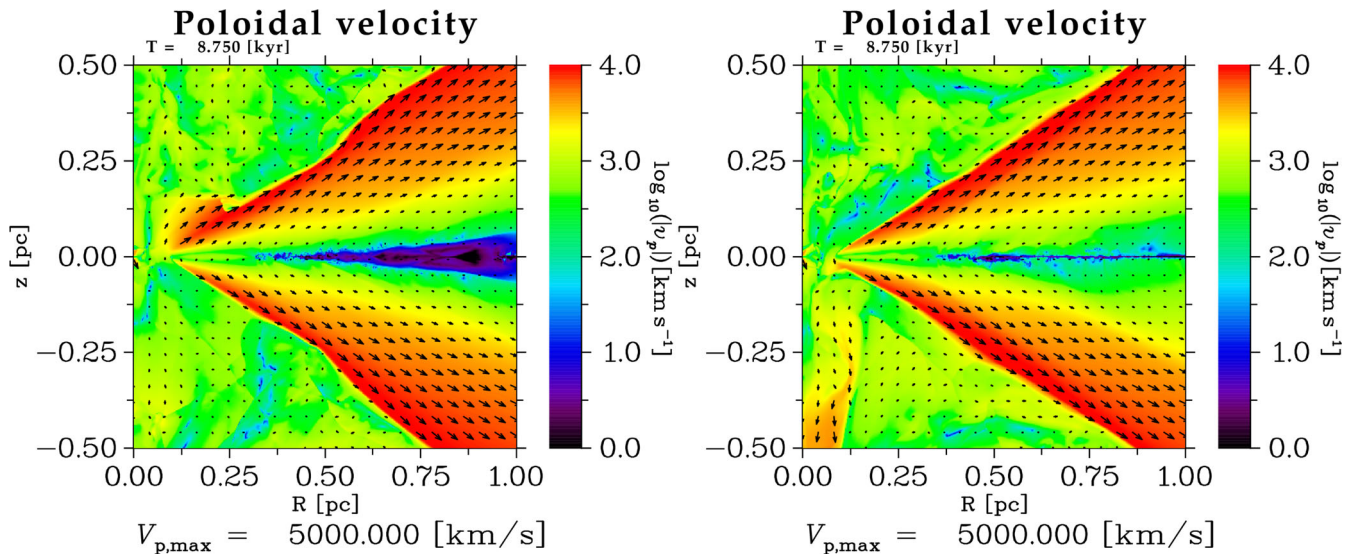 Poloidal velocity
T = 8.750 [kyr]
0.50
0.25
0.00
−0.25
−0.50
z [pc]
0.00 0.25 0.50 0.75 1.00
R [pc]
4.0
3.0
2.0
1.0
0.0
log₁₀(|v_p|) [km s⁻¹]
V_p,max = 5000.000 [km/s]
Poloidal velocity
T = 8.750 [kyr]
0.50
0.25
0.00
−0.25
−0.50
z [pc]
0.00 0.25 0.50 0.75 1.00
R [pc]
4.0
3.0
2.0
1.0
0.0
log₁₀(|v_p|) [km s⁻¹]
V_p,max = 5000.000 [km/s]